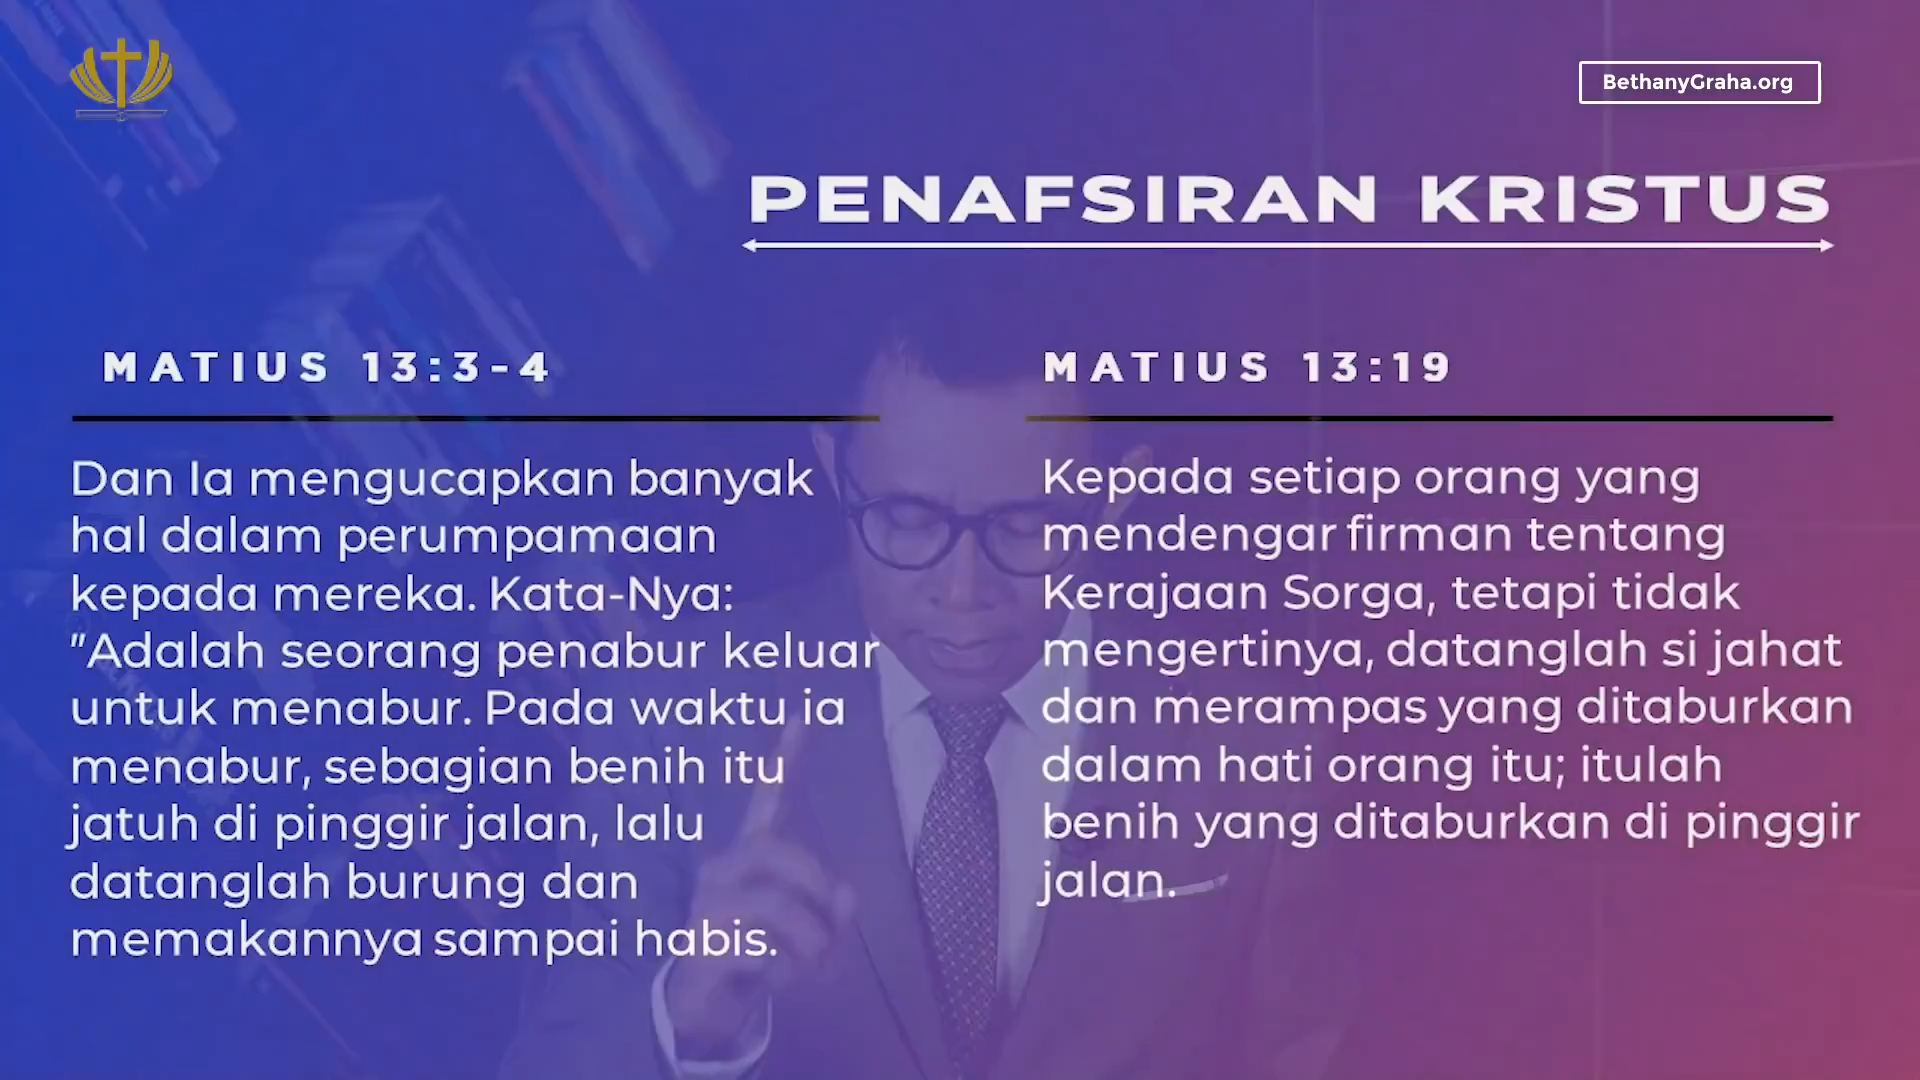 BethanyGraha.org
PENAFSIRAN KRISTUS
MATIUS 13:3-4
Dan Ia mengucapkan banyak
hal dalam perumpamaan
kepada mereka. Kata-Nya:
"Adalah seorang penabur keluar
untuk menabur. Pada waktu ia
menabur, sebagian benih itu
jatuh di pinggir jalan, lalu
datanglah burung dan
memakannya sampai habis.
MATIUS 13:19
Kepada setiap orang yang
mendengar firman tentang
Kerajaan Sorga, tetapi tidak
mengertinya, datanglah si jahat
dan merampas yang ditaburkan
dalam hati orang itu; itulah
benih yang ditaburkan di pinggir
jalan.